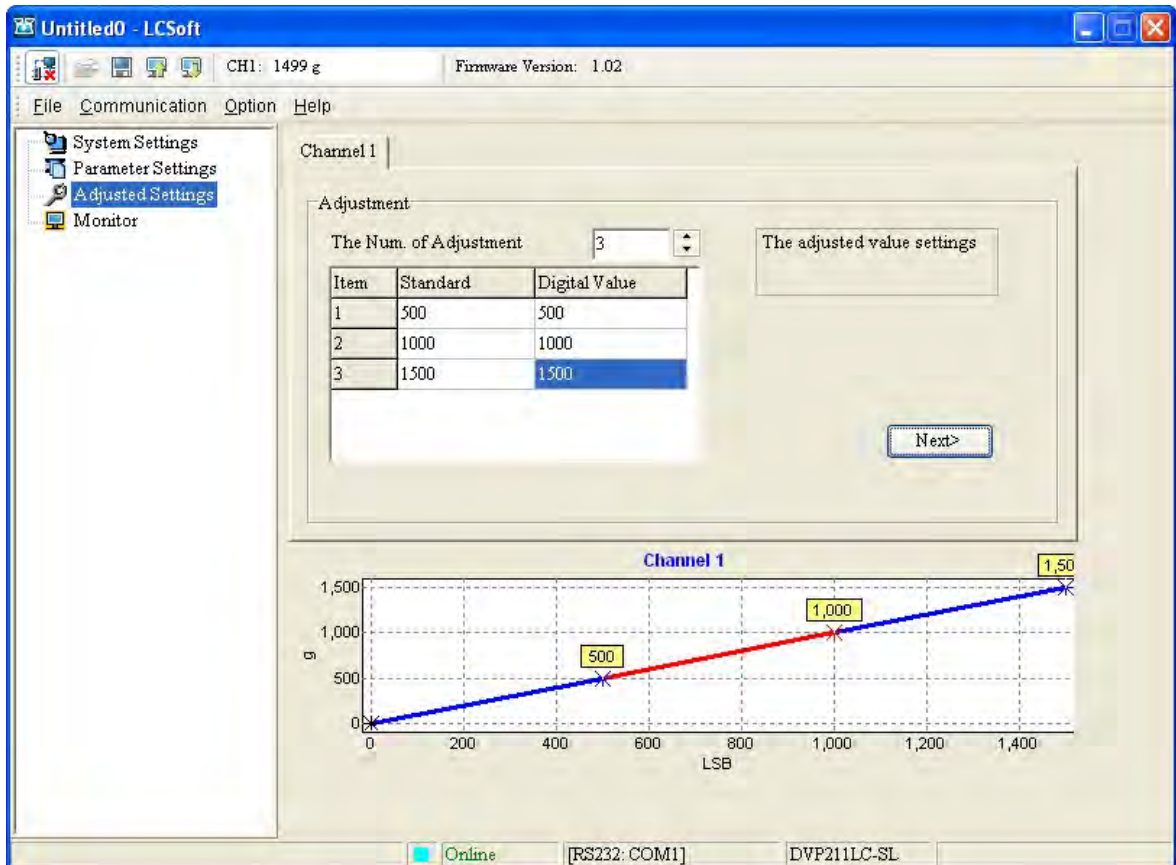 Untitled0 - LCSoft
CH1: 1499 g Firmware Version: 1.02
File Communication Option Help
System Settings
Parameter Settings
Adjusted Settings
Monitor
Channel 1
Adjustment
The Num. of Adjustment 3
The adjusted value settings
Item Standard Digital Value
1 500 500
2 1000 1000
3 1500 1500
Next>
Channel 1
1,50
1,500
1,000
1,000
500
500
0
g
0 200 400 600 800 1,000 1,200 1,400
LSB
Online [RS232: COM1] DVP211LC-SL